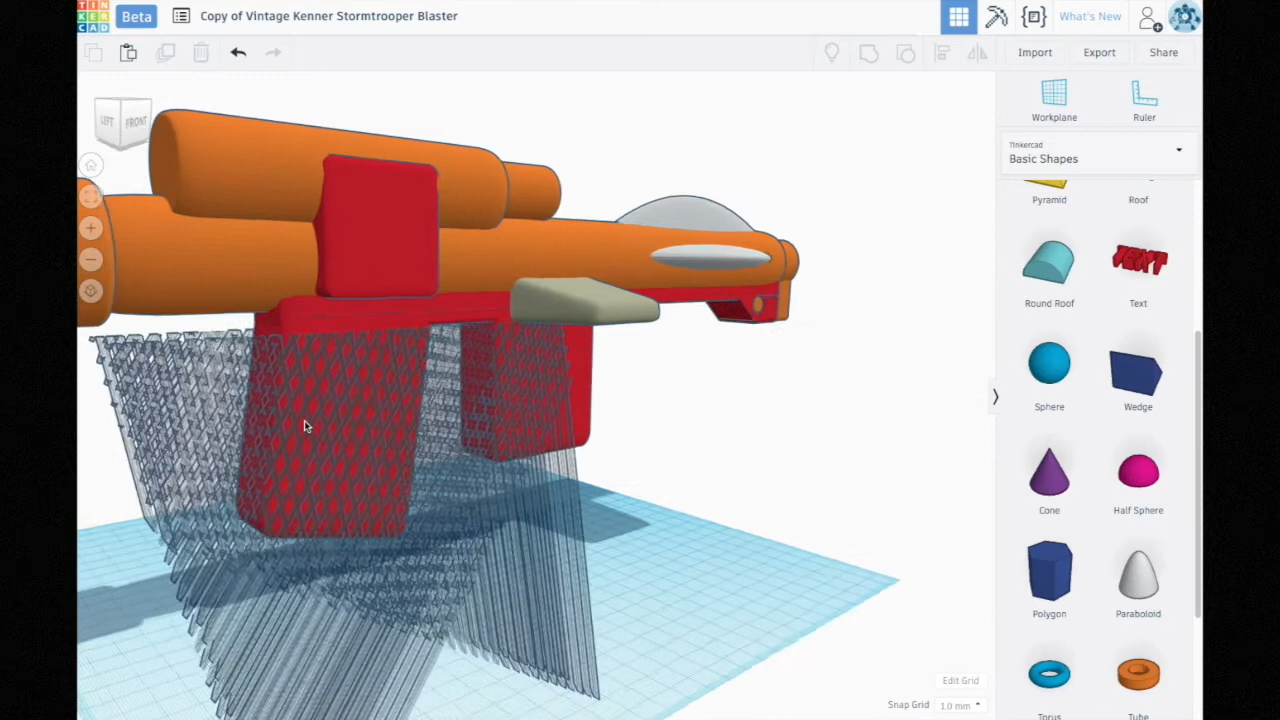 TIN
KER
CAD
Beta
Copy of Vintage Kenner Stormtrooper Blaster
What's New
Import
Export
Share
LEFT
FRONT
Workplane
Ruler
Tinkercad
Basic Shapes
Pyramid
Roof
Round Roof
TEXT
Text
Sphere
Wedge
Cone
Half Sphere
Polygon
Paraboloid
Torus
Tube
Edit Grid
Snap Grid
1.0 mm